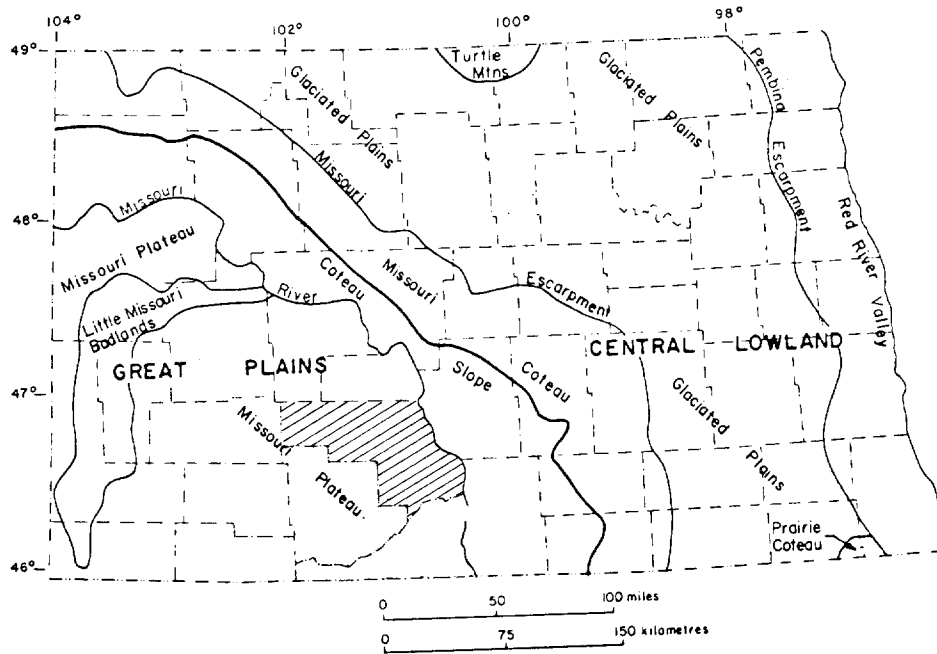 104°
102°
100°
98°
49°
Turtle
Mtns
Glaciated Plains
Glaciated Plains
Pembina
Escarpment
Missouri
Escarpment
48°
Missouri
River
Missouri Plateau
Little Missouri
Badlands
Coteau
Slope
Missouri
Coteau
Red River Valley
GREAT PLAINS
CENTRAL LOWLAND
47°
Missouri
Plateau
Glaciated
Plains
46°
Prairie
Coteau
0 50 100 miles
0 75 150 kilometres